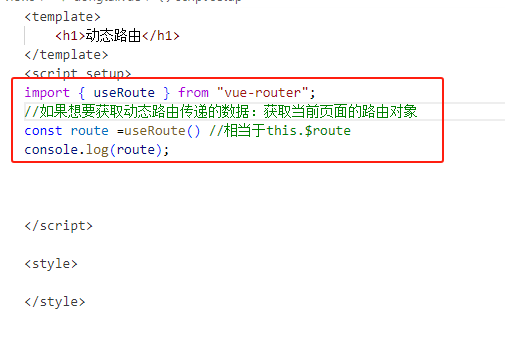 <template>
<h1>动态路由</h1>
</template>
<script setup>
import { useRoute } from "vue-router";
//如果想要获取动态路由传递的数据：获取当前页面的路由对象
const route =useRoute() //相当于this.$route
console.log(route);
</script>
<style>
</style>